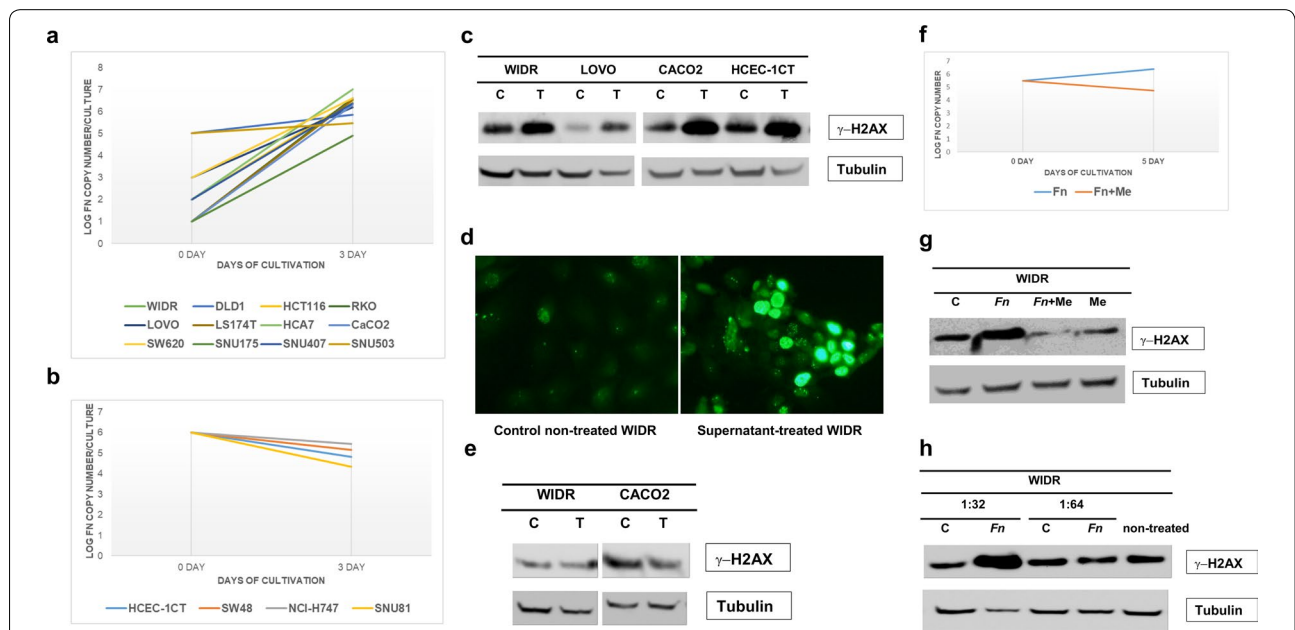 a
LOG FN COPY NUMBER/CULTURE
8
7
6
5
4
3
2
1
0
0 DAY 3 DAY
DAYS OF CULTIVATION
WIDR DLD1 HCT116 RKO
LOVO LS174T HCA7 CaCO2
SW620 SNU175 SNU407 SNU503
b
LOG FN COPY NUMBER/CULTURE
7
6
5
4
3
2
1
0
0 DAY 3 DAY
DAYS OF CULTIVATION
HCEC-1CT SW48 NCI-H747 SNU81
c
WIDR LOVO CACO2 HCEC-1CT
C T C T C T C T
γ–H2AX
Tubulin
d
Control non-treated WIDR Supernatant-treated WIDR
e
WIDR CACO2
C T C T
γ–H2AX
Tubulin
f
LOG FN COPY NUMBER
7
6
5
4
3
2
1
0
0 DAY 5 DAY
DAYS OF CULTIVATION
Fn Fn+Me
g
WIDR
C Fn Fn+Me Me
γ–H2AX
Tubulin
h
WIDR
1:32 1:64
C Fn C Fn non-treated
γ–H2AX
Tubulin